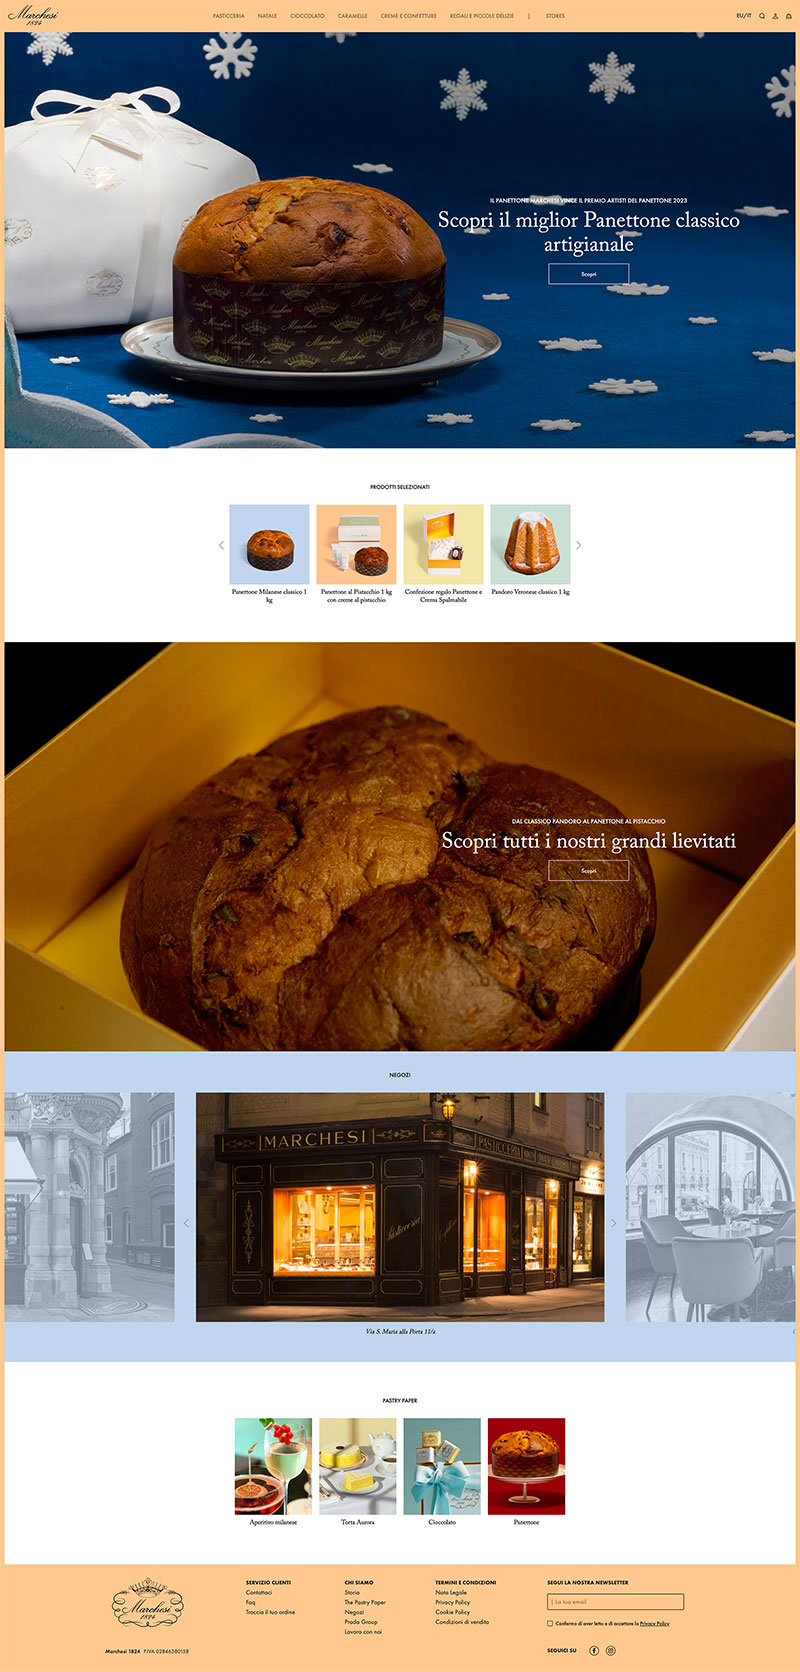 Marchesi
1824
PASTICCERIA NATALE CIOCCOLATO CARAMELLE CREME E CONFETTURE REGALI E PICCOLE DELIZIE | STORES
EU/IT
IL PANETTONE MARCHESI VINCE IL PREMIO ARTISTI DEL PANETTONE 2023
Scopri il miglior Panettone classico
artigianale
Scopri
Marchesi
Marchesi
Marchesi
PRODOTTI SELEZIONATI
Panettone Milanese classico 1
kg
Panettone al Pistacchio 1 kg
con creme al pistacchio
Confezione regalo Panettone e
Crema Spalmabile
Pandoro Veronese classico 1 kg
DAL CLASSICO PANDORO AL PANETTONE AL PISTACCHIO
Scopri tutti i nostri grandi lievitati
Scopri
NEGOZI
MARCHESI
PASTICCERIA
Via S. Maria alla Porta 11/a
PASTRY PAPER
Aperitivo milanese
Torta Aurora
Cioccolato
Panettone
Marchesi
1824
Marchesi 1824 P.IVA 02846280158
SERVIZIO CLIENTI
Contattaci
Faq
Traccia il tuo ordine
CHI SIAMO
Storia
The Pastry Paper
Negozi
Prada Group
Lavora con noi
TERMINI E CONDIZIONI
Nota Legale
Privacy Policy
Cookie Policy
Condizioni di vendita
SEGUI LA NOSTRA NEWSLETTER
La tua email
Confermo di aver letto e di accettare la Privacy Policy
SEGUICI SU